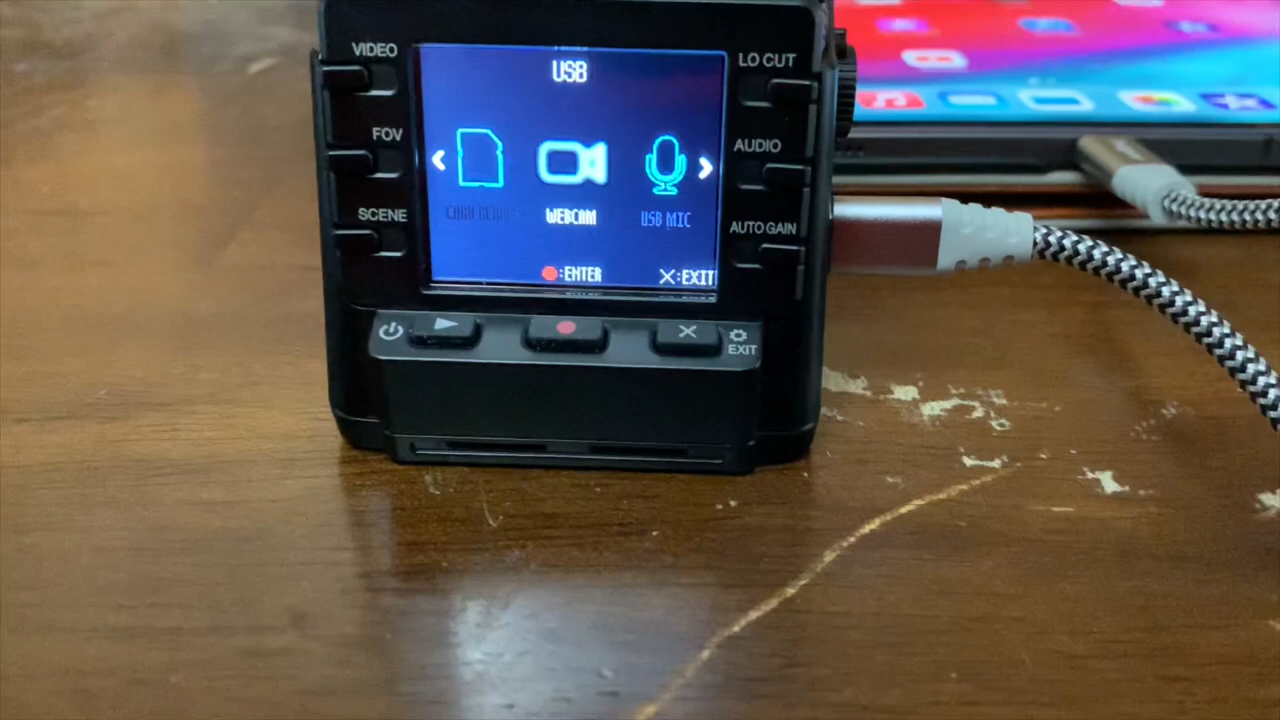 VIDEO
FOV
SCENE
USB
WEBCAM
USB MIC
:ENTER
X:EXIT
LO CUT
AUDIO
AUTO GAIN
EXIT